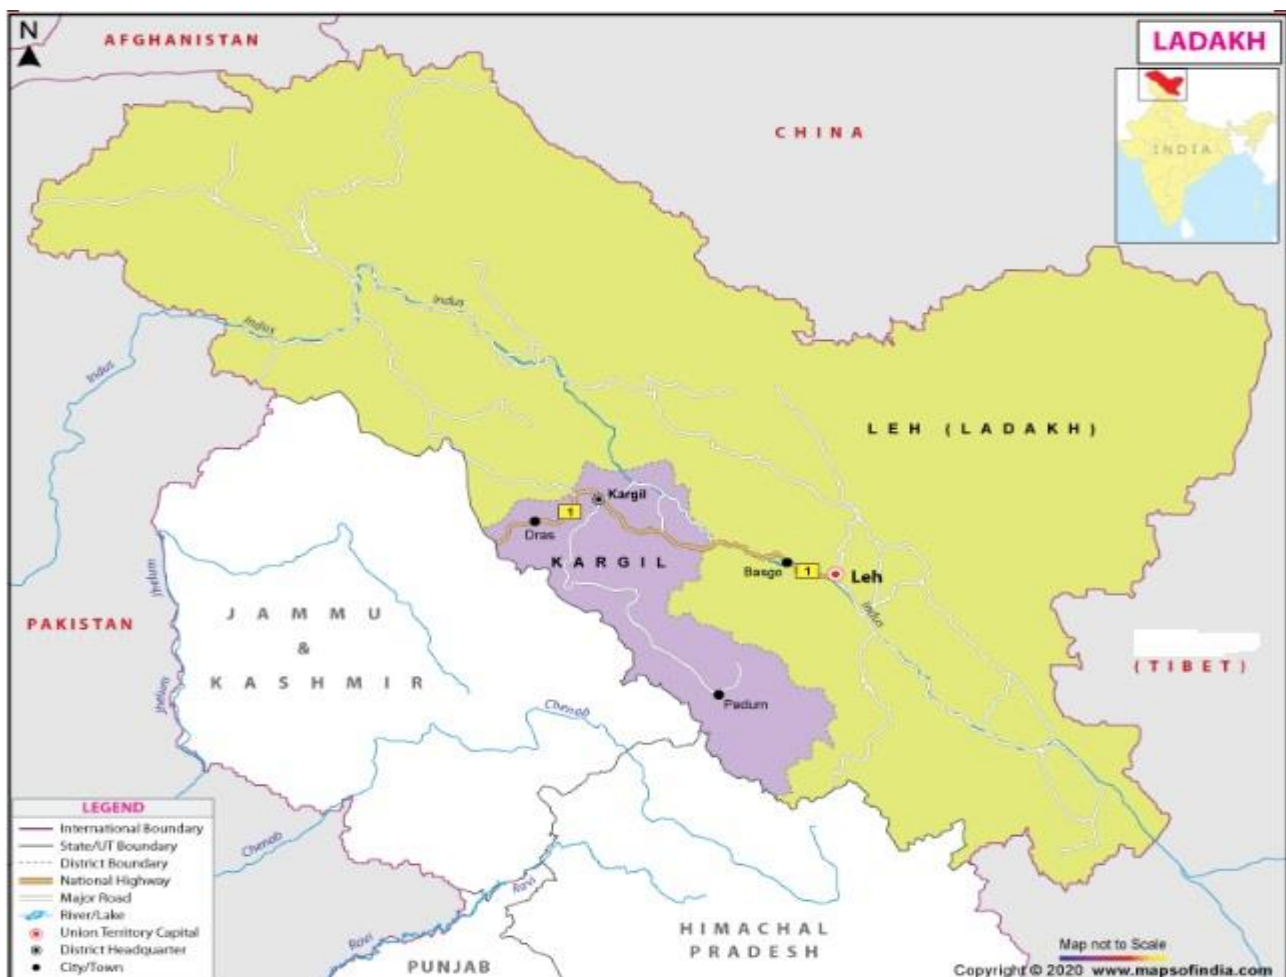 N
AFGHANISTAN
LADAKH
CHINA
INDIA
Indus
Indus
Indus
LEH (LADAKH)
Kargil
1
Dras
KARGIL
Basgo
1
Leh
Indus
Jhelum
PAKISTAN
JAMMU
&
KASHMIR
(TIBET)
Jhelum
Padum
Chenab
LEGEND
International Boundary
State/UT Boundary
District Boundary
National Highway
Major Road
River/Lake
Union Territory Capital
District Headquarter
City/Town
Chenab
Ravi
Ravi
HIMACHAL
PRADESH
PUNJAB
Map not to Scale
Copyright © 2020 www.mapsofindia.com